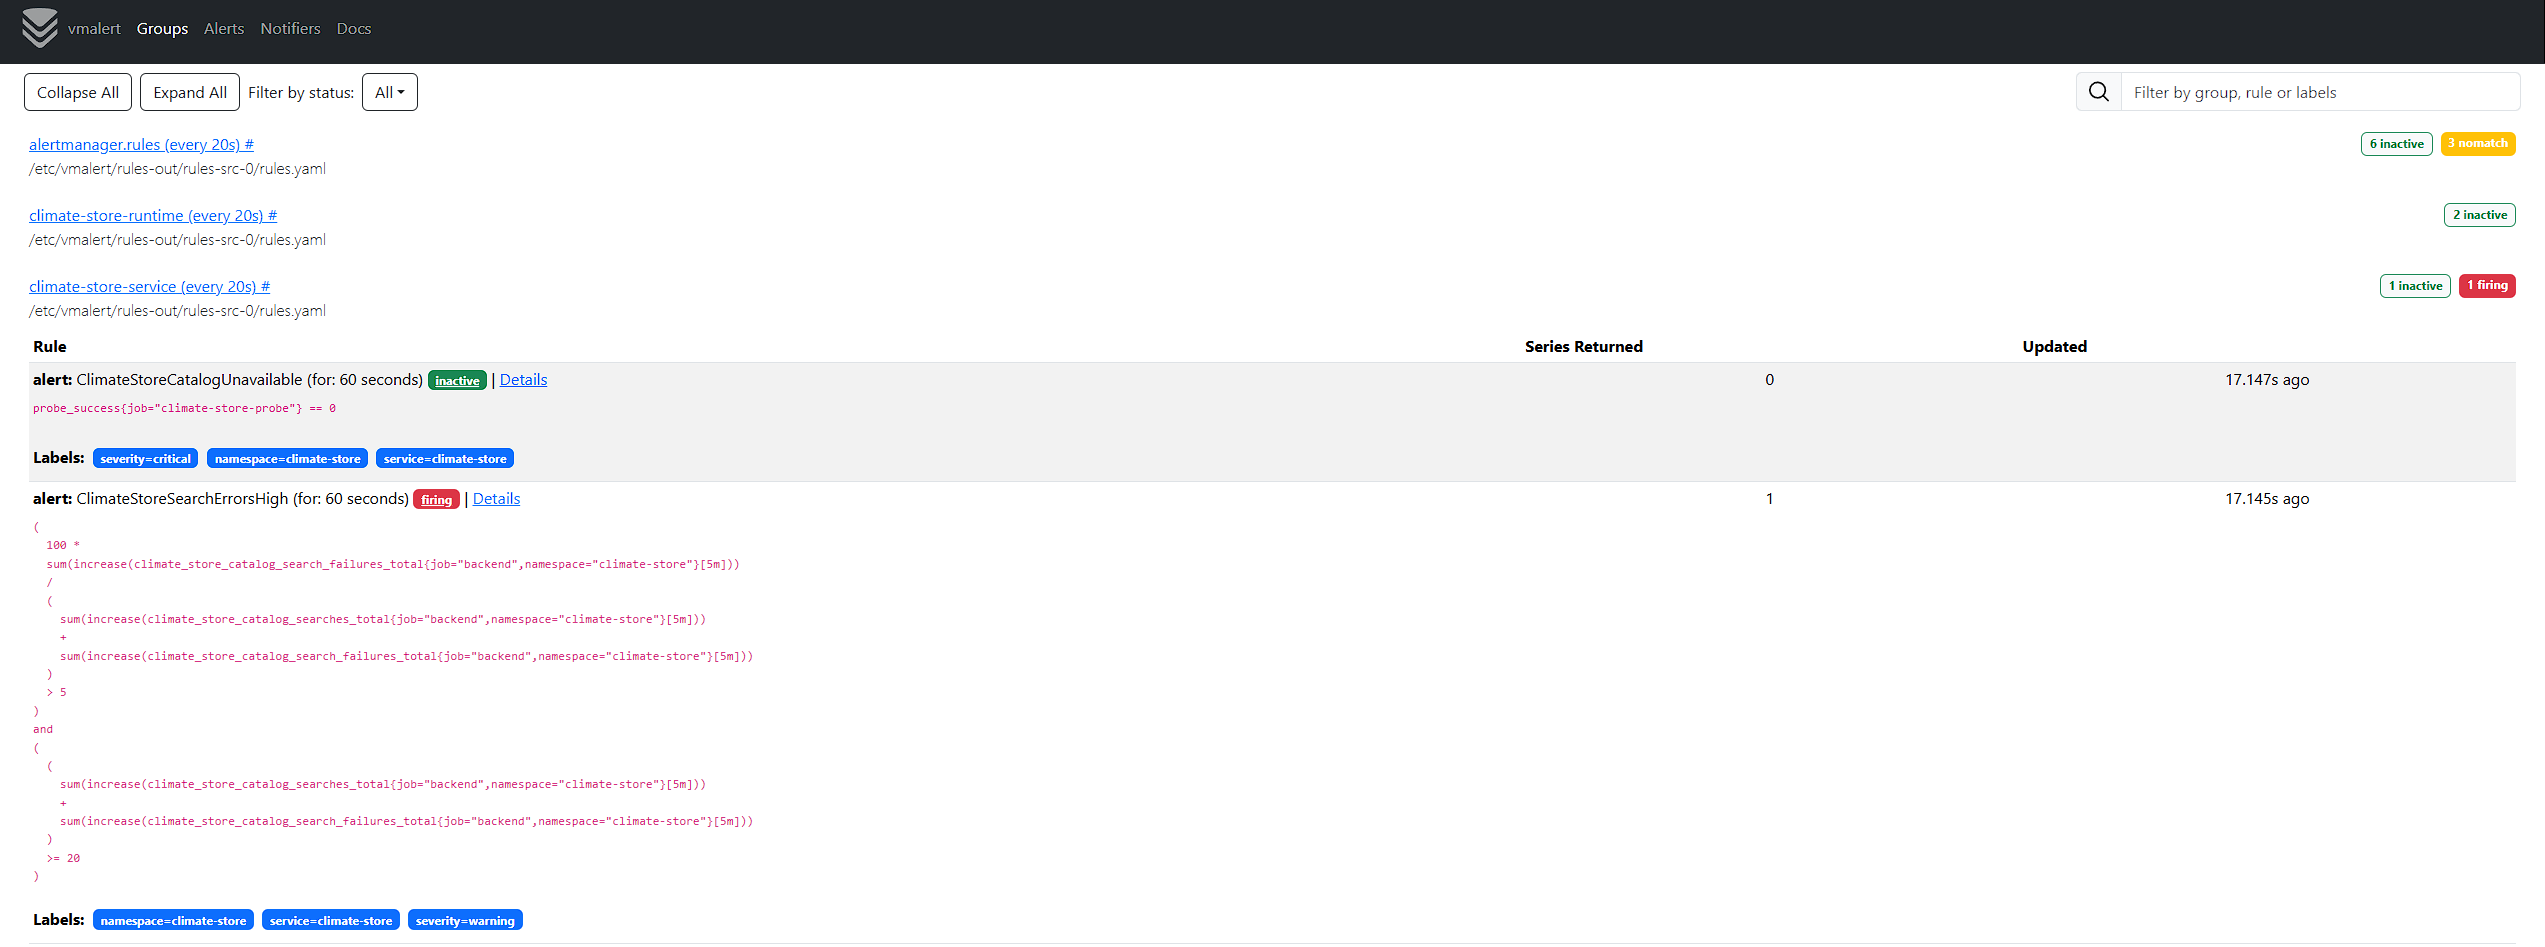 vmalert Groups Alerts Notifiers Docs
Collapse All Expand All Filter by status: All Filter by group, rule or labels
alertmanager.rules (every 20s) # 6 inactive 3 nomatch
/etc/vmalert/rules-out/rules-src-0/rules.yaml
climate-store-runtime (every 20s) # 2 inactive
/etc/vmalert/rules-out/rules-src-0/rules.yaml
climate-store-service (every 20s) # 1 inactive 1 firing
/etc/vmalert/rules-out/rules-src-0/rules.yaml
Rule Series Returned Updated
alert: ClimateStoreCatalogUnavailable (for: 60 seconds) inactive | Details 0 17.147s ago
probe_success{job="climate-store-probe"} == 0
Labels: severity=critical namespace=climate-store service=climate-store
alert: ClimateStoreSearchErrorsHigh (for: 60 seconds) firing | Details 1 17.145s ago
(
100 *
sum(increase(climate_store_catalog_search_failures_total{job="backend",namespace="climate-store"}[5m]))
/
(
sum(increase(climate_store_catalog_searches_total{job="backend",namespace="climate-store"}[5m]))
+
sum(increase(climate_store_catalog_search_failures_total{job="backend",namespace="climate-store"}[5m]))
)
> 5
)
and
(
(
sum(increase(climate_store_catalog_searches_total{job="backend",namespace="climate-store"}[5m]))
+
sum(increase(climate_store_catalog_search_failures_total{job="backend",namespace="climate-store"}[5m]))
)
>= 20
)
Labels: namespace=climate-store service=climate-store severity=warning